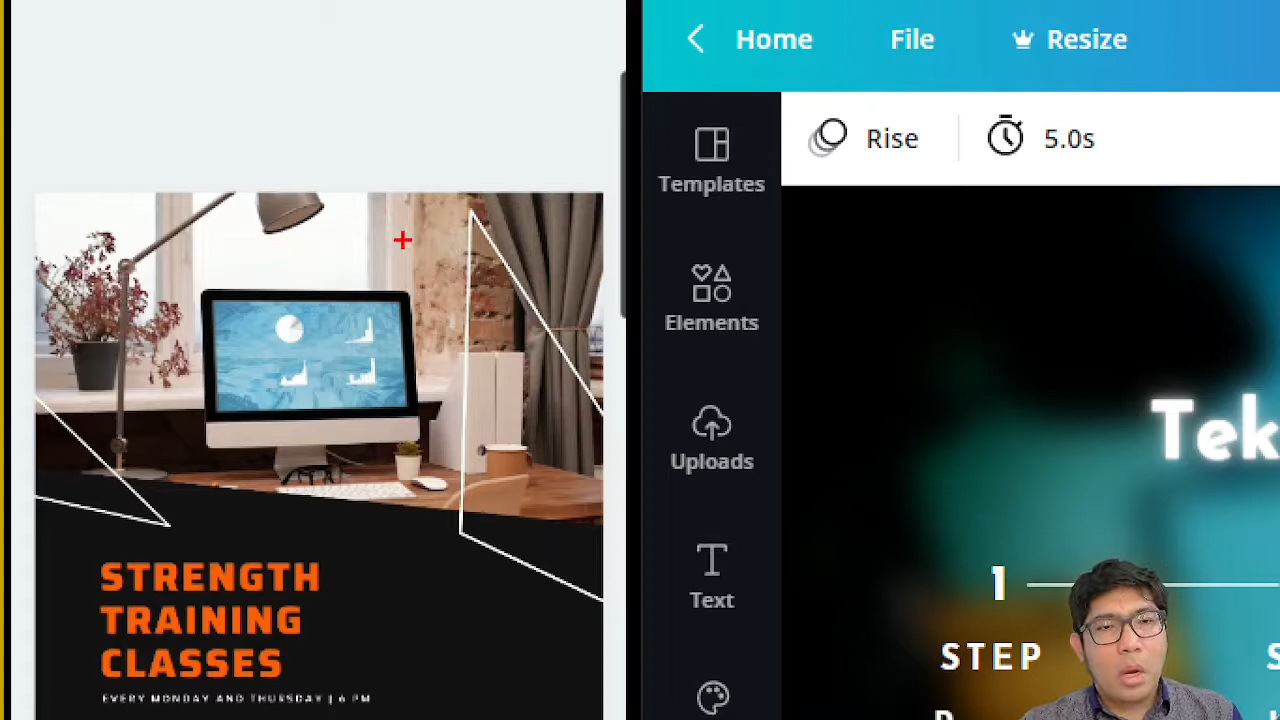 Home File Resize
Rise 5.0s
Templates
Elements
Uploads
Text
Tek
1
STEP
STRENGTH
TRAINING
CLASSES
EVERY MONDAY AND THURSDAY | 6 PM